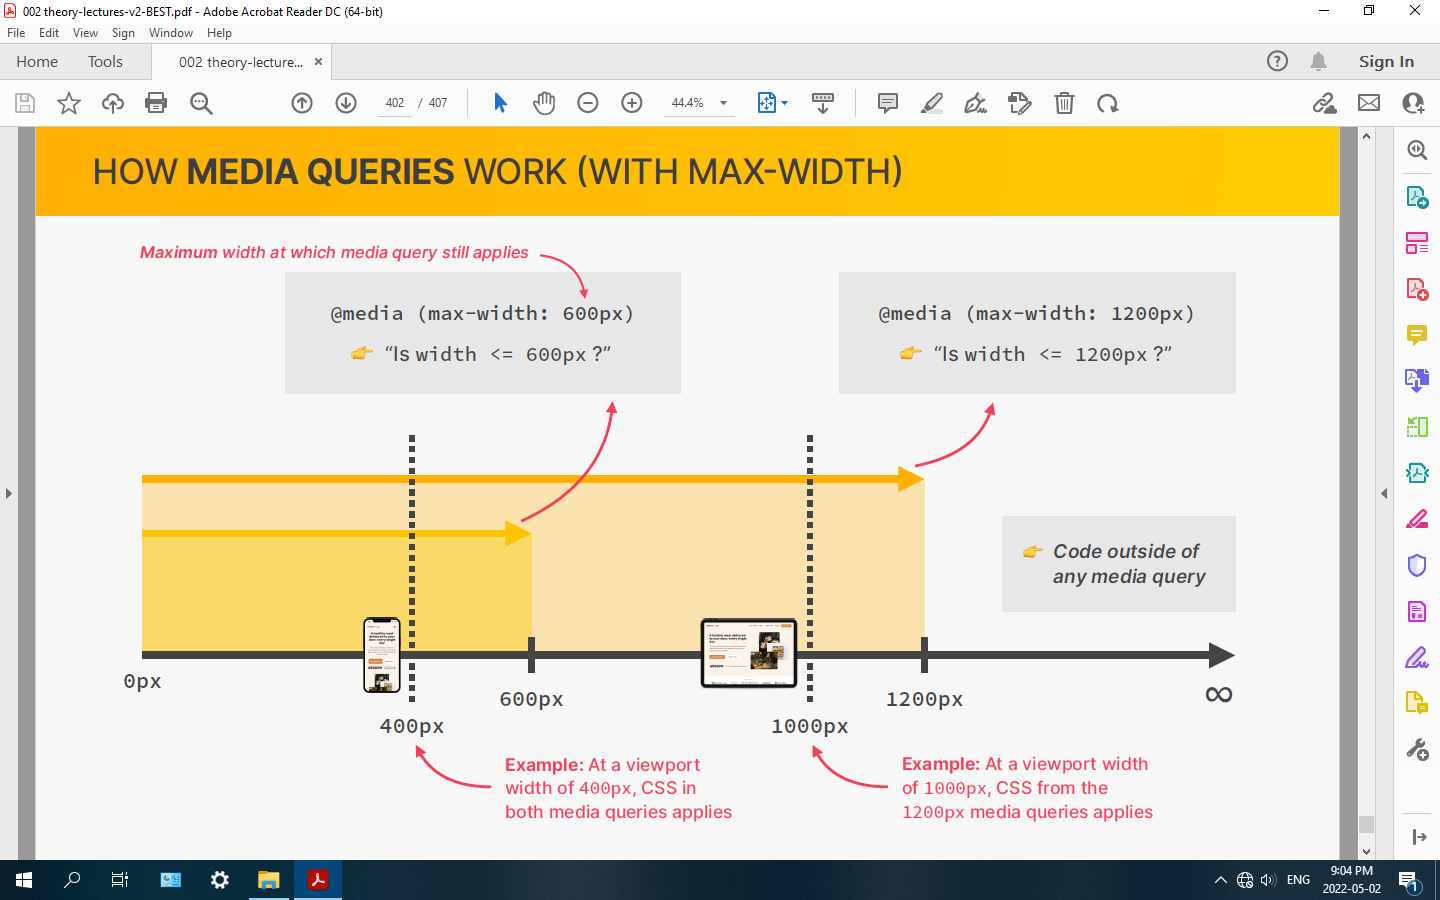 002 theory-lectures-v2-BEST.pdf - Adobe Acrobat Reader DC (64-bit)
File Edit View Sign Window Help
Home Tools 002 theory-lecture... × Sign In
402 / 407 44.4%
HOW MEDIA QUERIES WORK (WITH MAX-WIDTH)
Maximum width at which media query still applies
@media (max-width: 600px)
👉 “Is width <= 600px ?”
@media (max-width: 1200px)
👉 “Is width <= 1200px ?”
👉 Code outside of
any media query
0px
400px
600px
1000px
1200px
∞
Example: At a viewport
width of 400px, CSS in
both media queries applies
Example: At a viewport width
of 1000px, CSS from the
1200px media queries applies
ENG
9:04 PM
2022-05-02
1